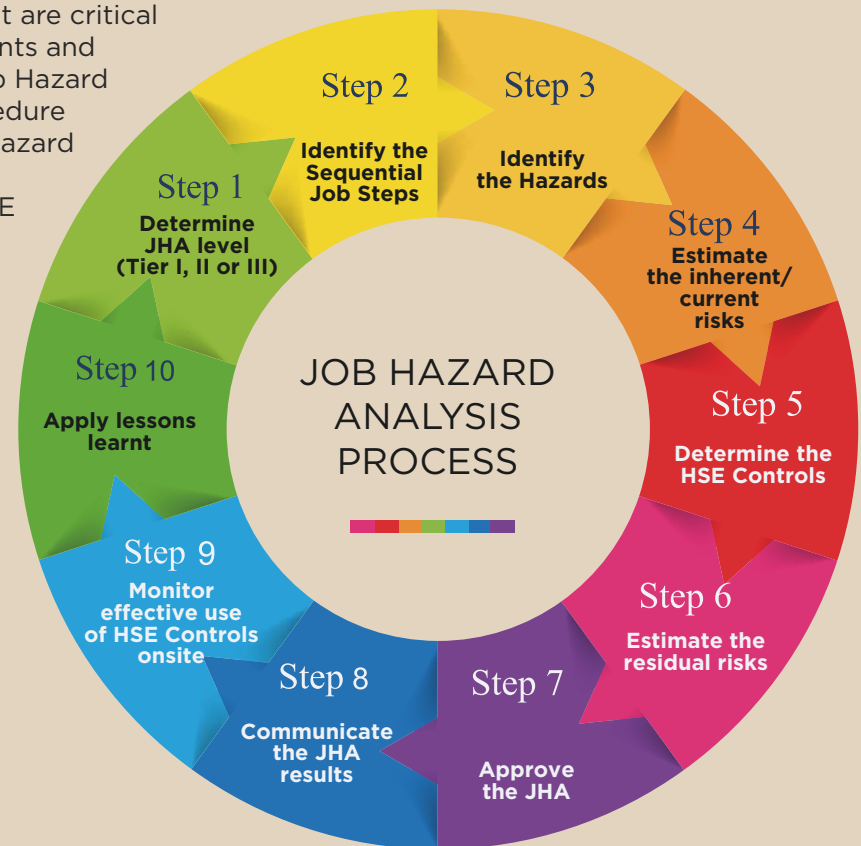 t are critical
nts and
o Hazard
edure
azard
E
JOB HAZARD
ANALYSIS
PROCESS
Step 1
Determine
JHA level
(Tier I, II or III)
Step 2
Identify the
Sequential
Job Steps
Step 3
Identify
the Hazards
Step 4
Estimate
the inherent/
current
risks
Step 5
Determine the
HSE Controls
Step 6
Estimate the
residual risks
Step 7
Approve
the JHA
Step 8
Communicate
the JHA
results
Step 9
Monitor
effective use
of HSE Controls
onsite
Step 10
Apply lessons
learnt